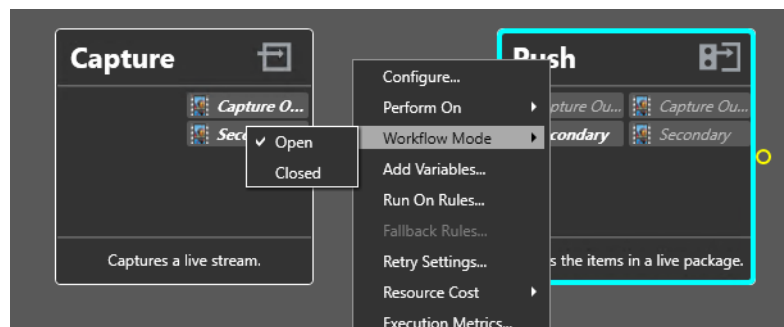 Capture
Capture O...
Sec
Captures a live stream.
Open
Closed
Configure...
Perform On
Workflow Mode
Add Variables...
Run On Rules...
Fallback Rules...
Retry Settings...
Resource Cost
Execution Metrics...
Push
pture Ou...
Capture Ou...
condary
Secondary
s the items in a live package.